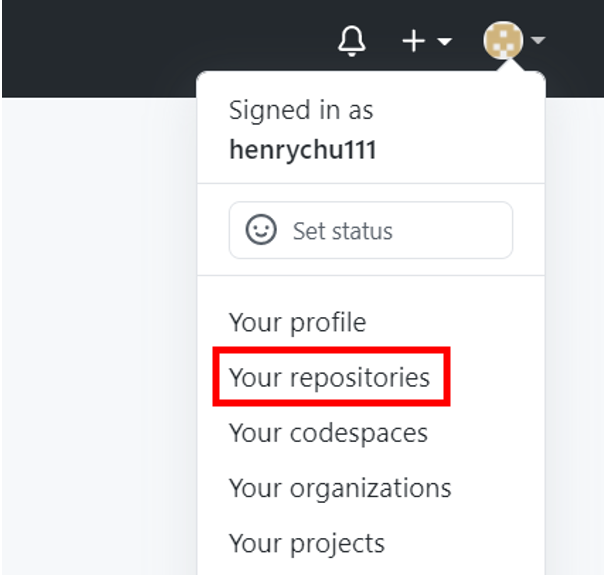 Signed in as
henrychu111
Set status
Your profile
Your repositories
Your codespaces
Your organizations
Your projects